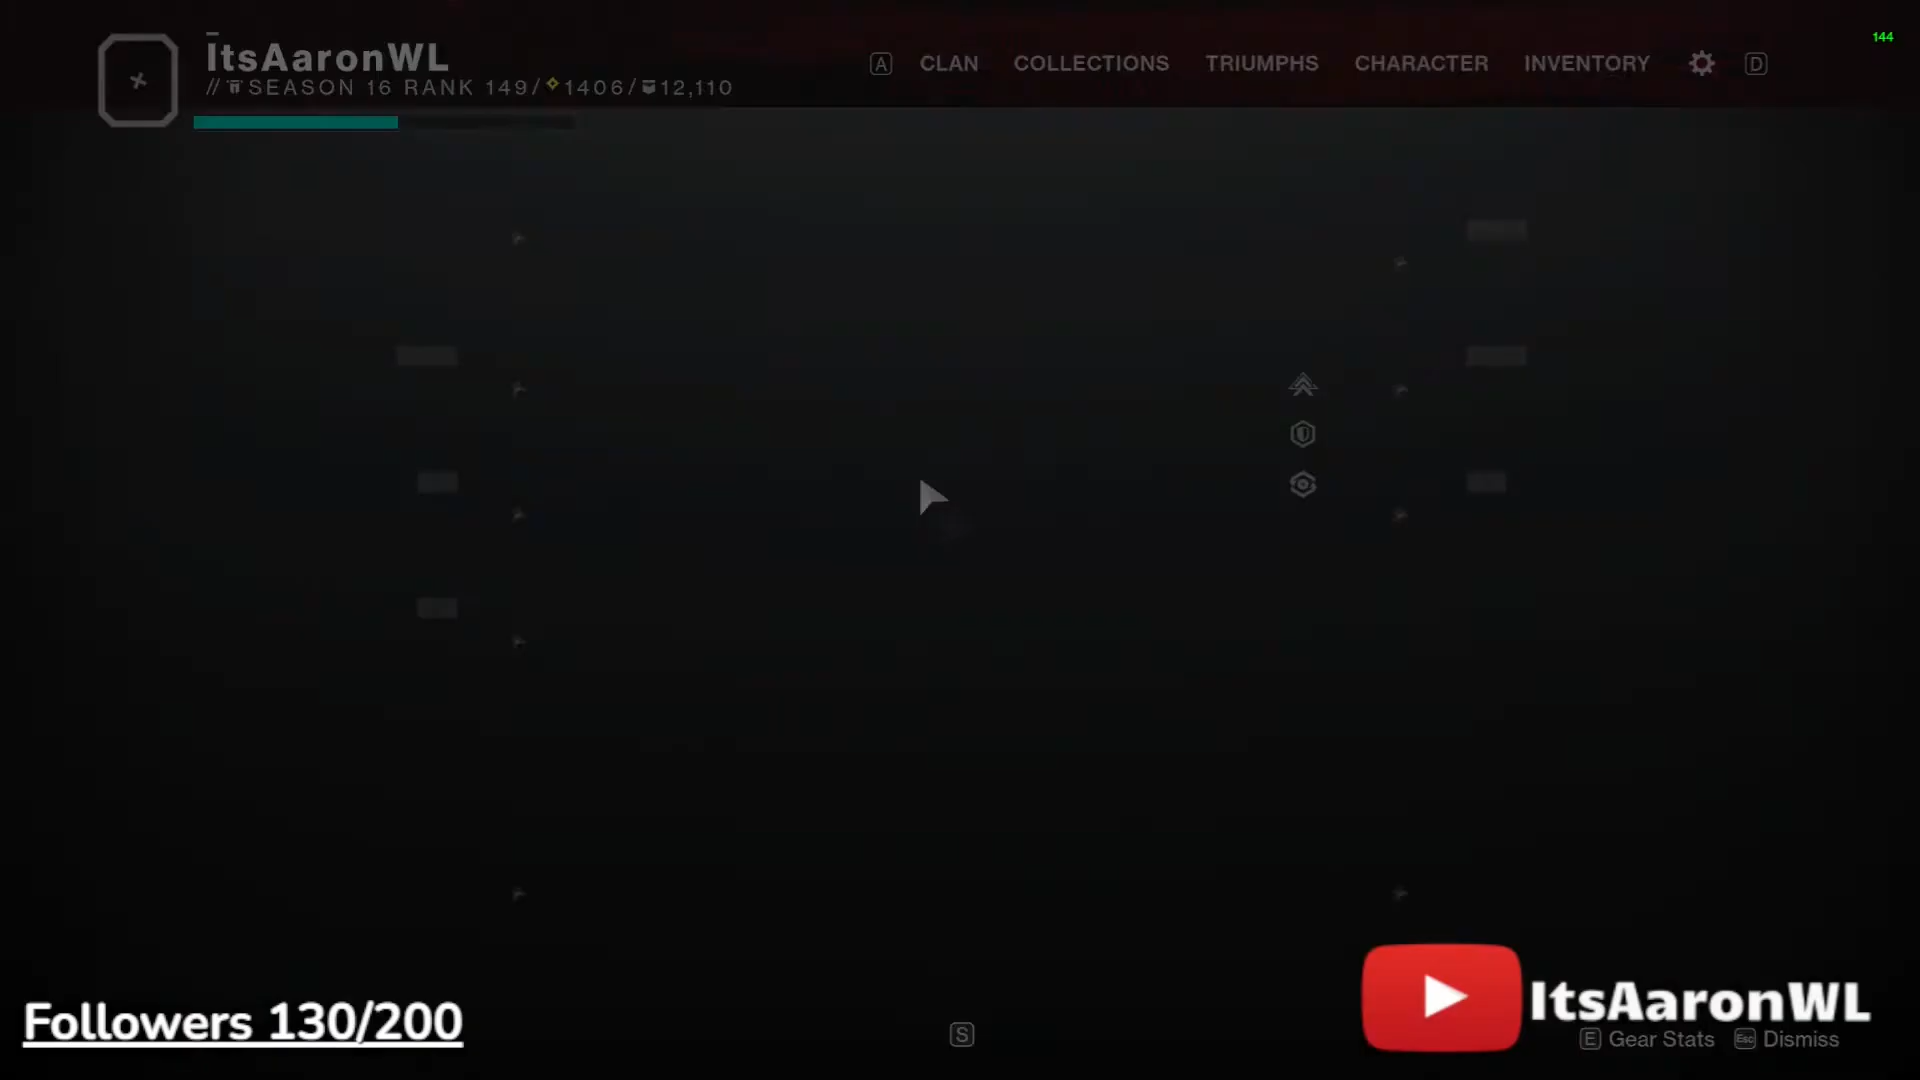 ItsAaronWL
// SEASON 16 RANK 149/1406/12,110
A CLAN COLLECTIONS TRIUMPHS CHARACTER INVENTORY D
144
Followers 130/200
S
ItsAaronWL
E Gear Stats Esc Dismiss